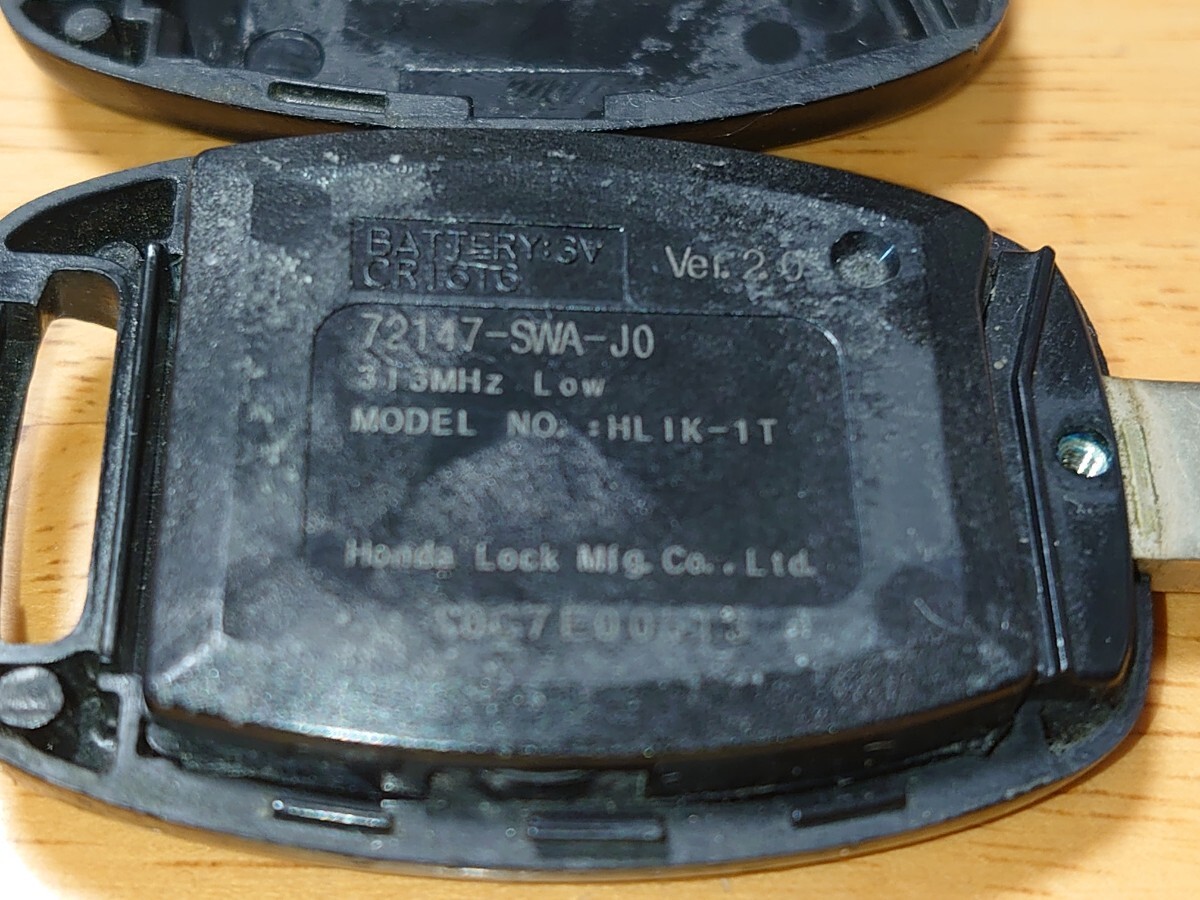 BATTERY:3V
CR1616
Ver.2.0
72147-SWA-J0
313MHz Low
MODEL NO.:HLIK-1T
Honda Lock Mfg.Co.,Ltd.